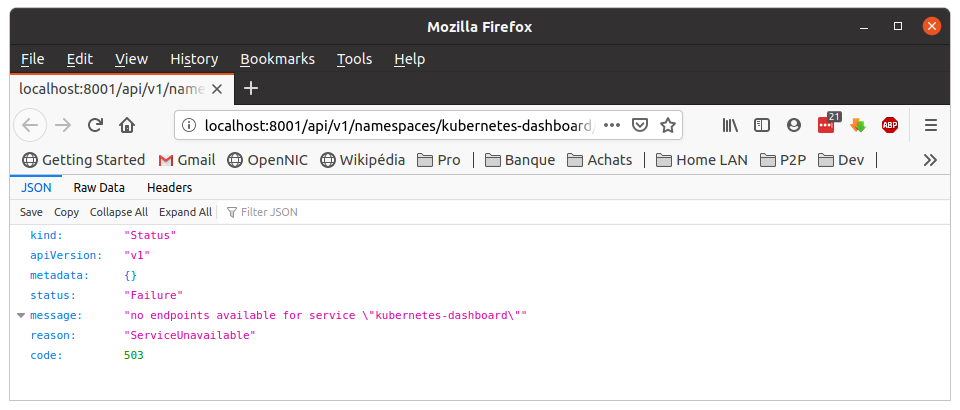 Mozilla Firefox
File Edit View History Bookmarks Tools Help
localhost:8001/api/v1/name
localhost:8001/api/v1/namespaces/kubernetes-dashboard/ 21 ABP
Getting Started Gmail OpenNIC Wikipédia Pro Banque Achats Home LAN P2P Dev
JSON Raw Data Headers
Save Copy Collapse All Expand All Filter JSON
kind: "Status"
apiVersion: "v1"
metadata: {}
status: "Failure"
message: "no endpoints available for service \"kubernetes-dashboard\""
reason: "ServiceUnavailable"
code: 503